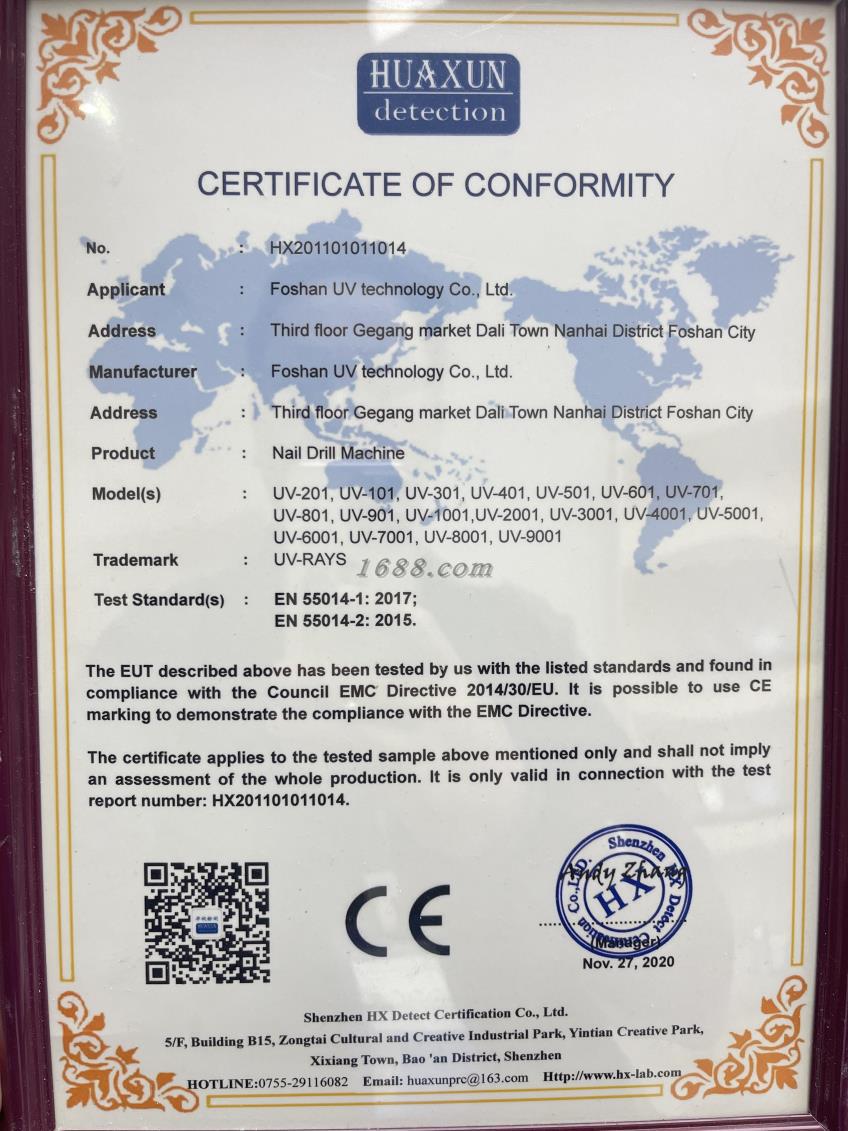 HUAXUN
detection
CERTIFICATE OF CONFORMITY
No. : HX201101011014
Applicant : Foshan UV technology Co., Ltd.
Address : Third floor Gegang market Dali Town Nanhai District Foshan City
Manufacturer : Foshan UV technology Co., Ltd.
Address : Third floor Gegang market Dali Town Nanhai District Foshan City
Product : Nail Drill Machine
Model(s) : UV-201, UV-101, UV-301, UV-401, UV-501, UV-601, UV-701,
UV-801, UV-901, UV-1001,UV-2001, UV-3001, UV-4001, UV-5001,
UV-6001, UV-7001, UV-8001, UV-9001
Trademark : UV-RAYS
1688.com
Test Standard(s) : EN 55014-1: 2017;
EN 55014-2: 2015.
The EUT described above has been tested by us with the listed standards and found in
compliance with the Council EMC Directive 2014/30/EU. It is possible to use CE
marking to demonstrate the compliance with the EMC Directive.
The certificate applies to the tested sample above mentioned only and shall not imply
an assessment of the whole production. It is only valid in connection with the test
report number: HX201101011014.
CE
Shenzhen HX Detect Certification Co.,LTD.
HX
Andy Zhang
(Manager)
Nov. 27, 2020
Shenzhen HX Detect Certification Co., Ltd.
5/F, Building B15, Zongtai Cultural and Creative Industrial Park, Yintian Creative Park,
Xixiang Town, Bao 'an District, Shenzhen
HOTLINE:0755-29116082 Email: huaxunprc@163.com Http://www.hx-lab.com